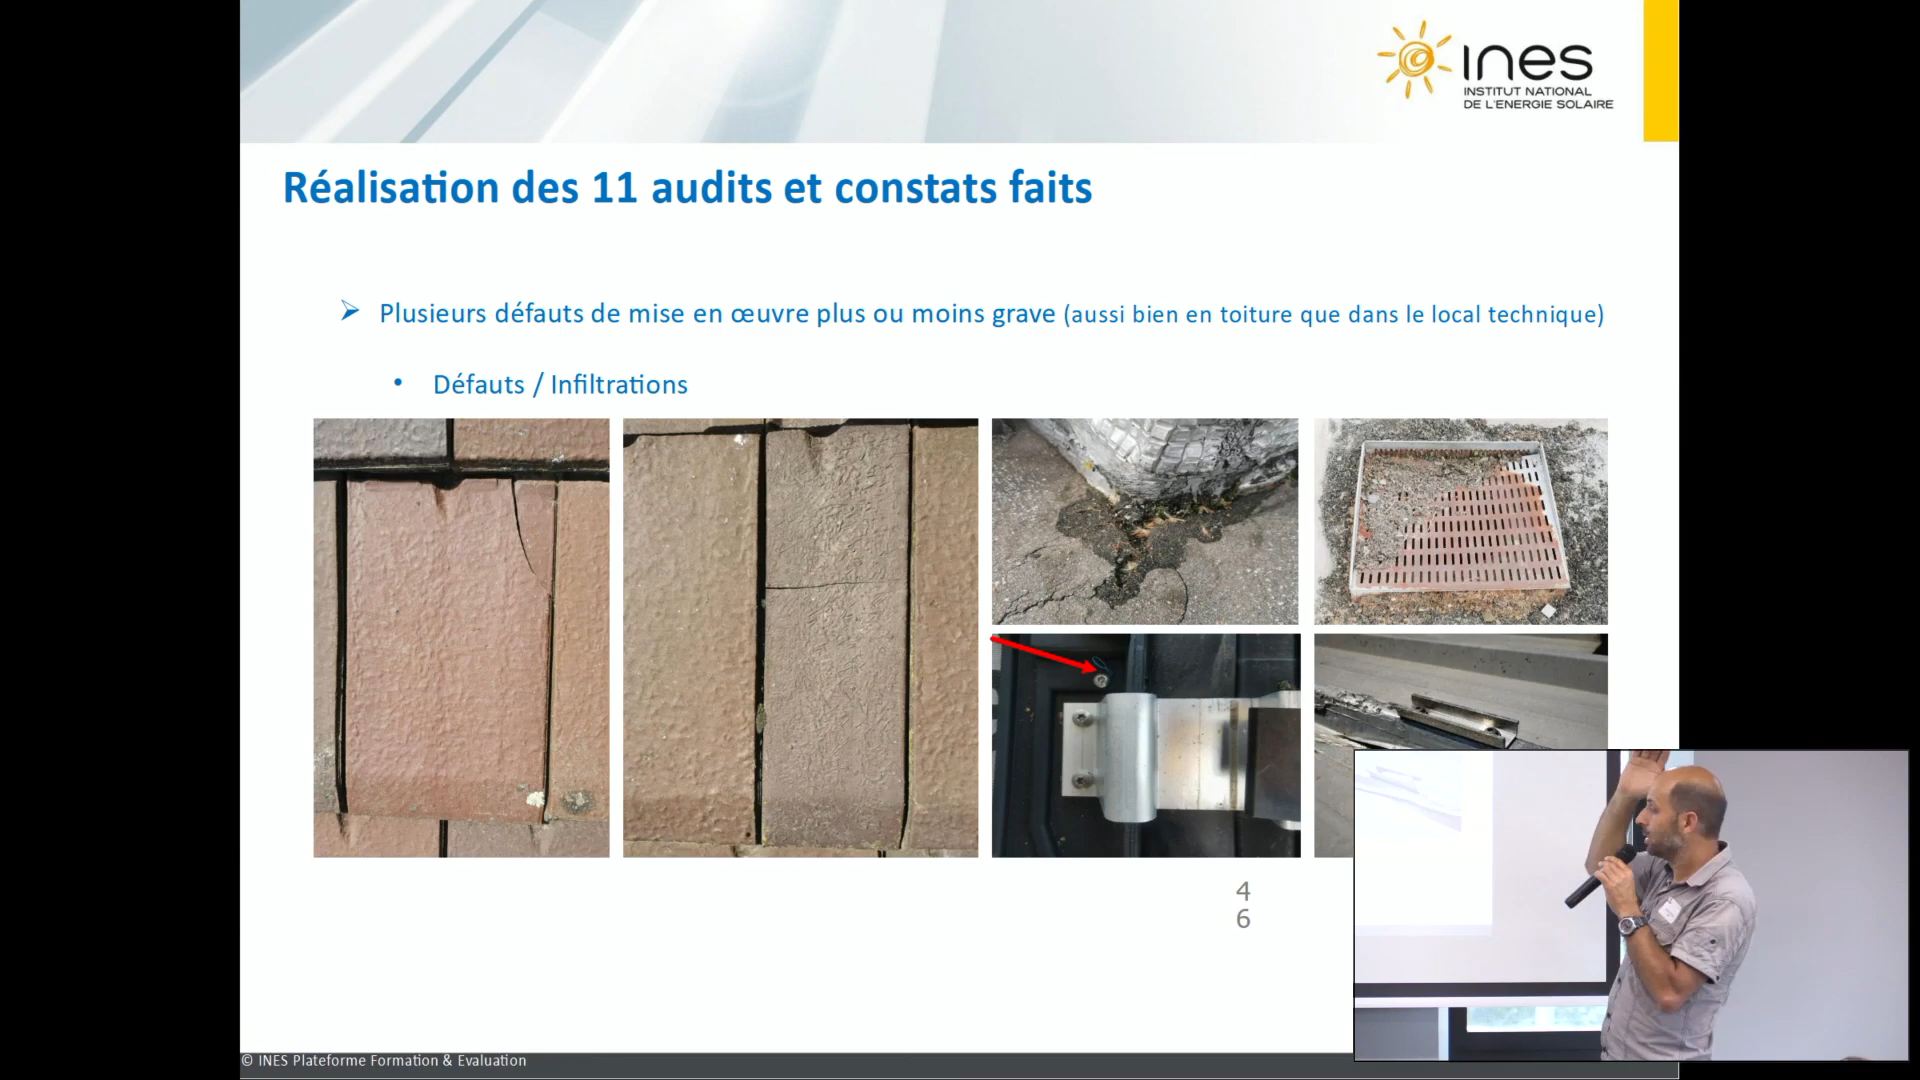 ines
INSTITUT NATIONAL
DE L'ENERGIE SOLAIRE
Réalisation des 11 audits et constats faits
Plusieurs défauts de mise en œuvre plus ou moins grave (aussi bien en toiture que dans le local technique)
Défauts / Infiltrations
4
6
© INES Plateforme Formation & Evaluation